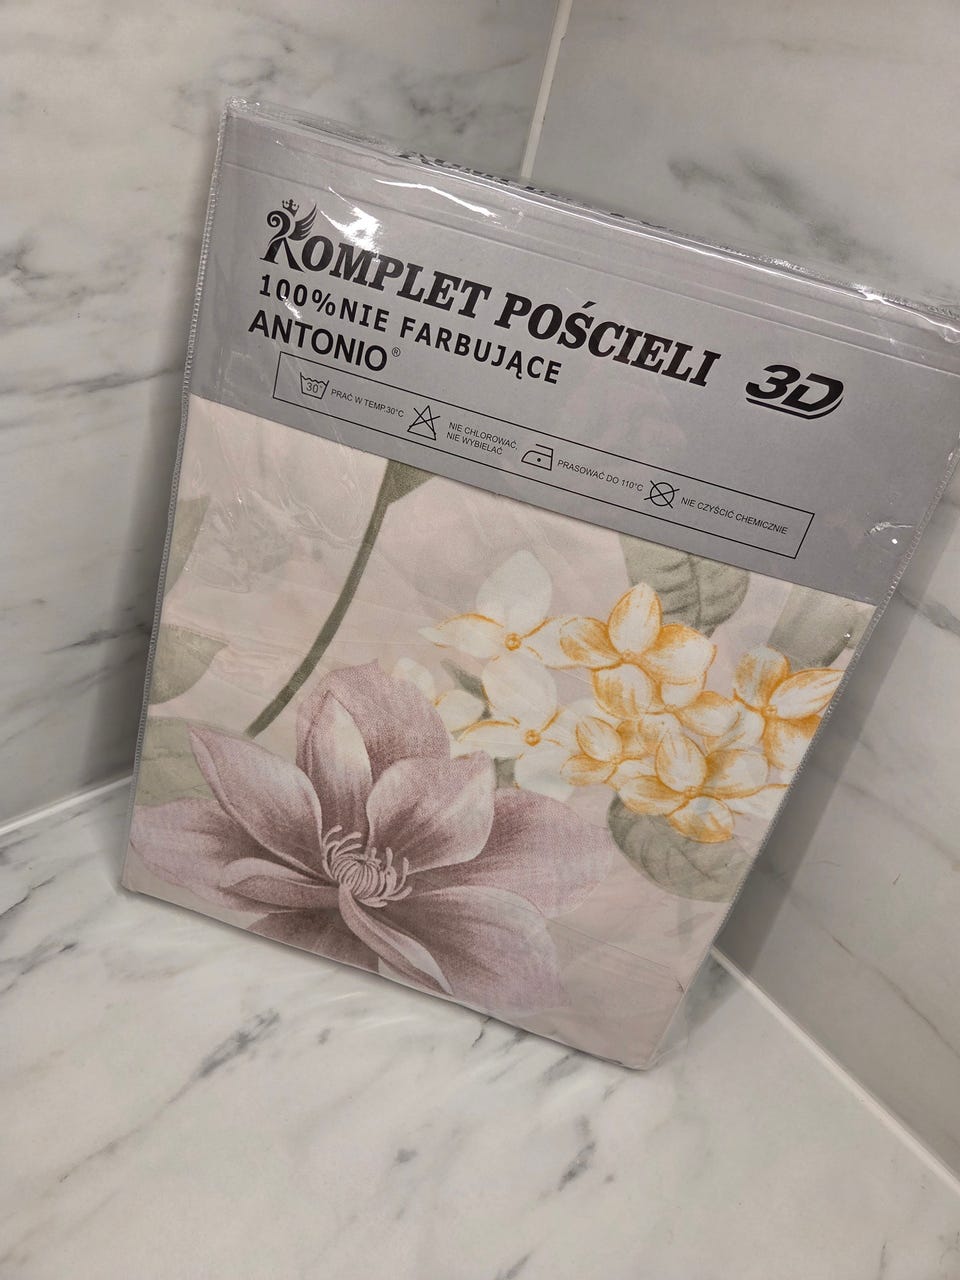 KOMPLET POŚCIELI
100%NIE FARBUJĄCE
3D
ANTONIO®
30° PRAĆ W TEMP.30°C
NIE CHLOROWAĆ,
NIE WYBIELAĆ
PRASOWAĆ DO 110°C
NIE CZYŚCIĆ CHEMICZNIE